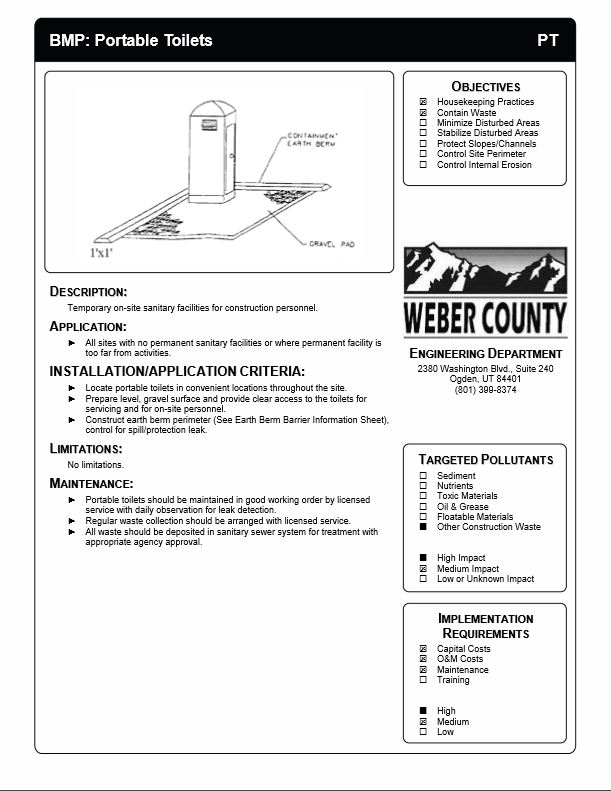 BMP: Portable Toilets PT
CONTAINMENT
EARTH BERM
GRAVEL PAD
1'x1'
OBJECTIVES
☒ Housekeeping Practices
☒ Contain Waste
☐ Minimize Disturbed Areas
☐ Stabilize Disturbed Areas
☐ Protect Slopes/Channels
☐ Control Site Perimeter
☐ Control Internal Erosion
WEBER COUNTY
ENGINEERING DEPARTMENT
2380 Washington Blvd., Suite 240
Ogden, UT 84401
(801) 399-8374
DESCRIPTION:
Temporary on-site sanitary facilities for construction personnel.
APPLICATION:
► All sites with no permanent sanitary facilities or where permanent facility is
too far from activities.
INSTALLATION/APPLICATION CRITERIA:
► Locate portable toilets in convenient locations throughout the site.
► Prepare level, gravel surface and provide clear access to the toilets for
servicing and for on-site personnel.
► Construct earth berm perimeter (See Earth Berm Barrier Information Sheet),
control for spill/protection leak.
LIMITATIONS:
No limitations.
MAINTENANCE:
► Portable toilets should be maintained in good working order by licensed
service with daily observation for leak detection.
► Regular waste collection should be arranged with licensed service.
► All waste should be deposited in sanitary sewer system for treatment with
appropriate agency approval.
TARGETED POLLUTANTS
☐ Sediment
☐ Nutrients
☐ Toxic Materials
☐ Oil & Grease
☐ Floatable Materials
■ Other Construction Waste
■ High Impact
☒ Medium Impact
☐ Low or Unknown Impact
IMPLEMENTATION
REQUIREMENTS
☒ Capital Costs
☒ O&M Costs
☒ Maintenance
☐ Training
■ High
☒ Medium
☐ Low